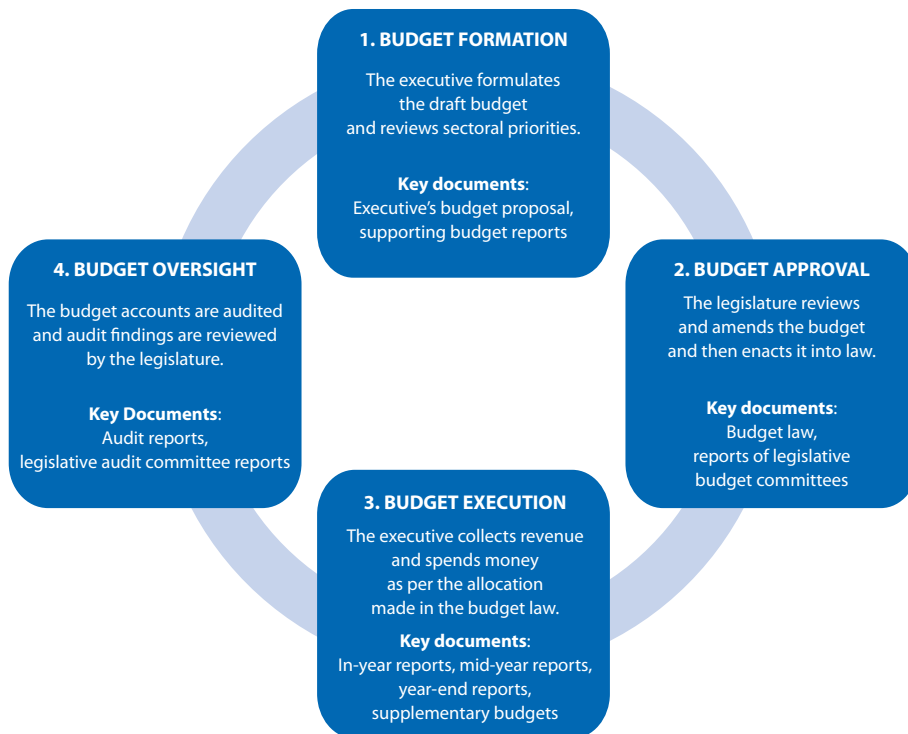 1. BUDGET FORMATION
The executive formulates
the draft budget
and reviews sectoral priorities.
Key documents:
Executive’s budget proposal,
supporting budget reports
2. BUDGET APPROVAL
The legislature reviews
and amends the budget
and then enacts it into law.
Key documents:
Budget law,
reports of legislative
budget committees
3. BUDGET EXECUTION
The executive collects revenue
and spends money
as per the allocation
made in the budget law.
Key documents:
In-year reports, mid-year reports,
year-end reports,
supplementary budgets
4. BUDGET OVERSIGHT
The budget accounts are audited
and audit findings are reviewed
by the legislature.
Key Documents:
Audit reports,
legislative audit committee reports